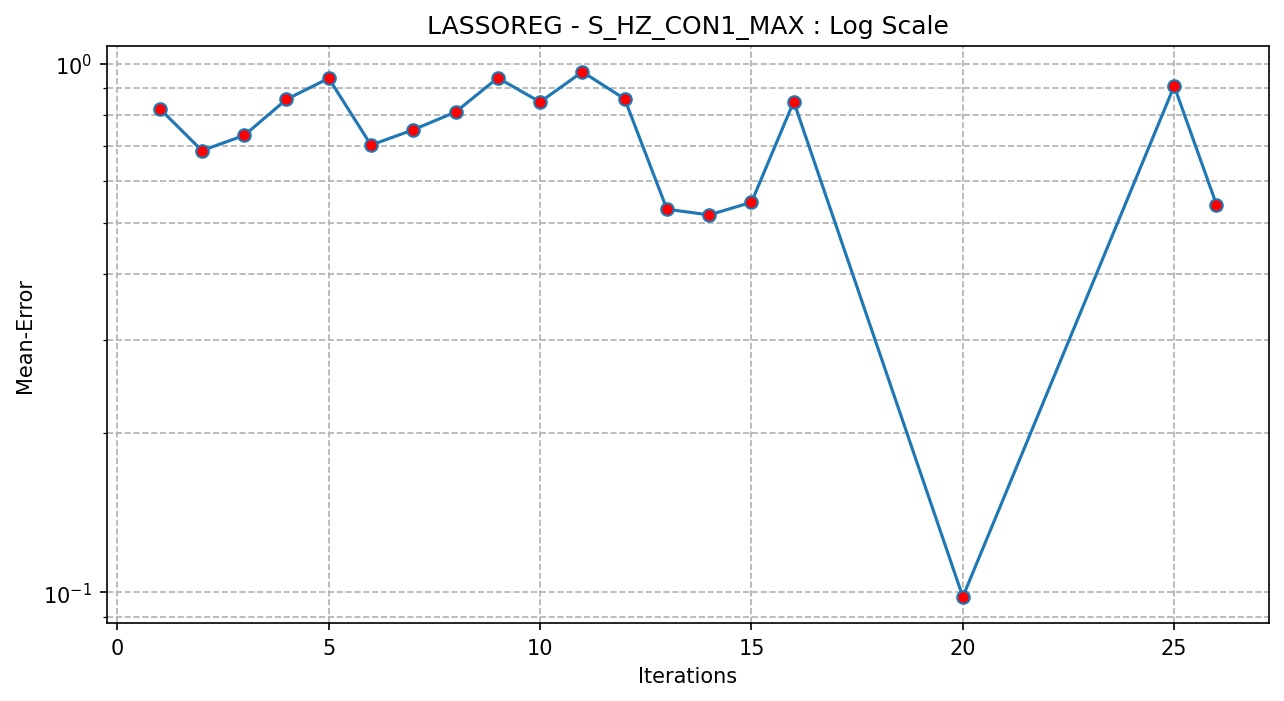 LASSOREG - S_HZ_CON1_MAX : Log Scale
10⁰
10⁻¹
Mean-Error
0 5 10 15 20 25
Iterations